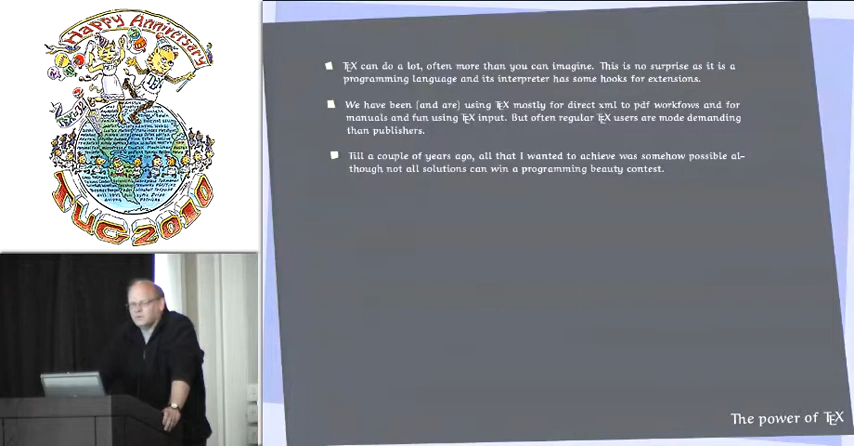 Happy Anniversary
TUG 2010
TEX can do a lot, often more than you can imagine. This is no surprise as it is a
programming language and its interpreter has some hooks for extensions.
We have been (and are) using TEX mostly for direct xml to pdf workfows and for
manuals and fun using TEX input. But often regular TEX users are mode demanding
than publishers.
Till a couple of years ago, all that I wanted to achieve was somehow possible al-
though not all solutions can win a programming beauty contest.
The power of TEX